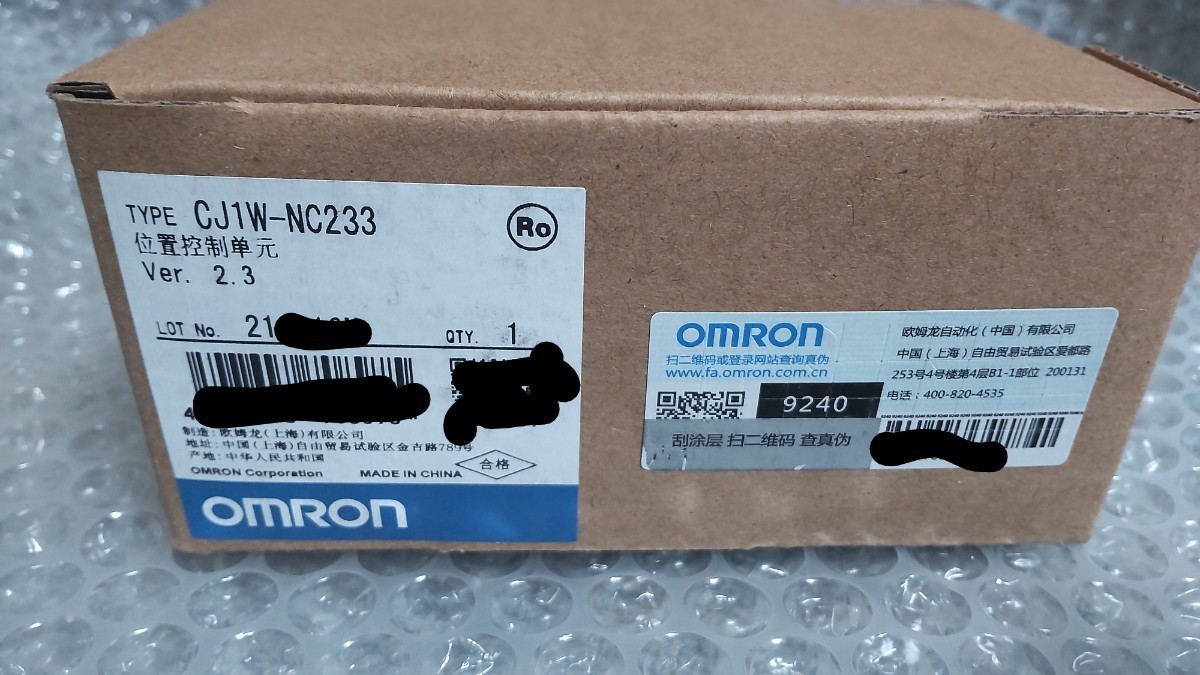 TYPE CJ1W-NC233
Ro
位置控制单元
Ver. 2.3
LOT No. 21
QTY. 1
制造:欧姆龙(上海)有限公司
地址:中国(上海)自由贸易试验区金吉路789号
产地:中华人民共和国
合格
OMRON Corporation MADE IN CHINA
OMRON
OMRON
扫二维码或登录网站查询真伪
www.fa.omron.com.cn
9240
刮涂层 扫二维码 查真伪
欧姆龙自动化(中国)有限公司
中国(上海)自由贸易试验区爱都路
253号4号楼第4层B1-1部位 200131
电话:400-820-4535